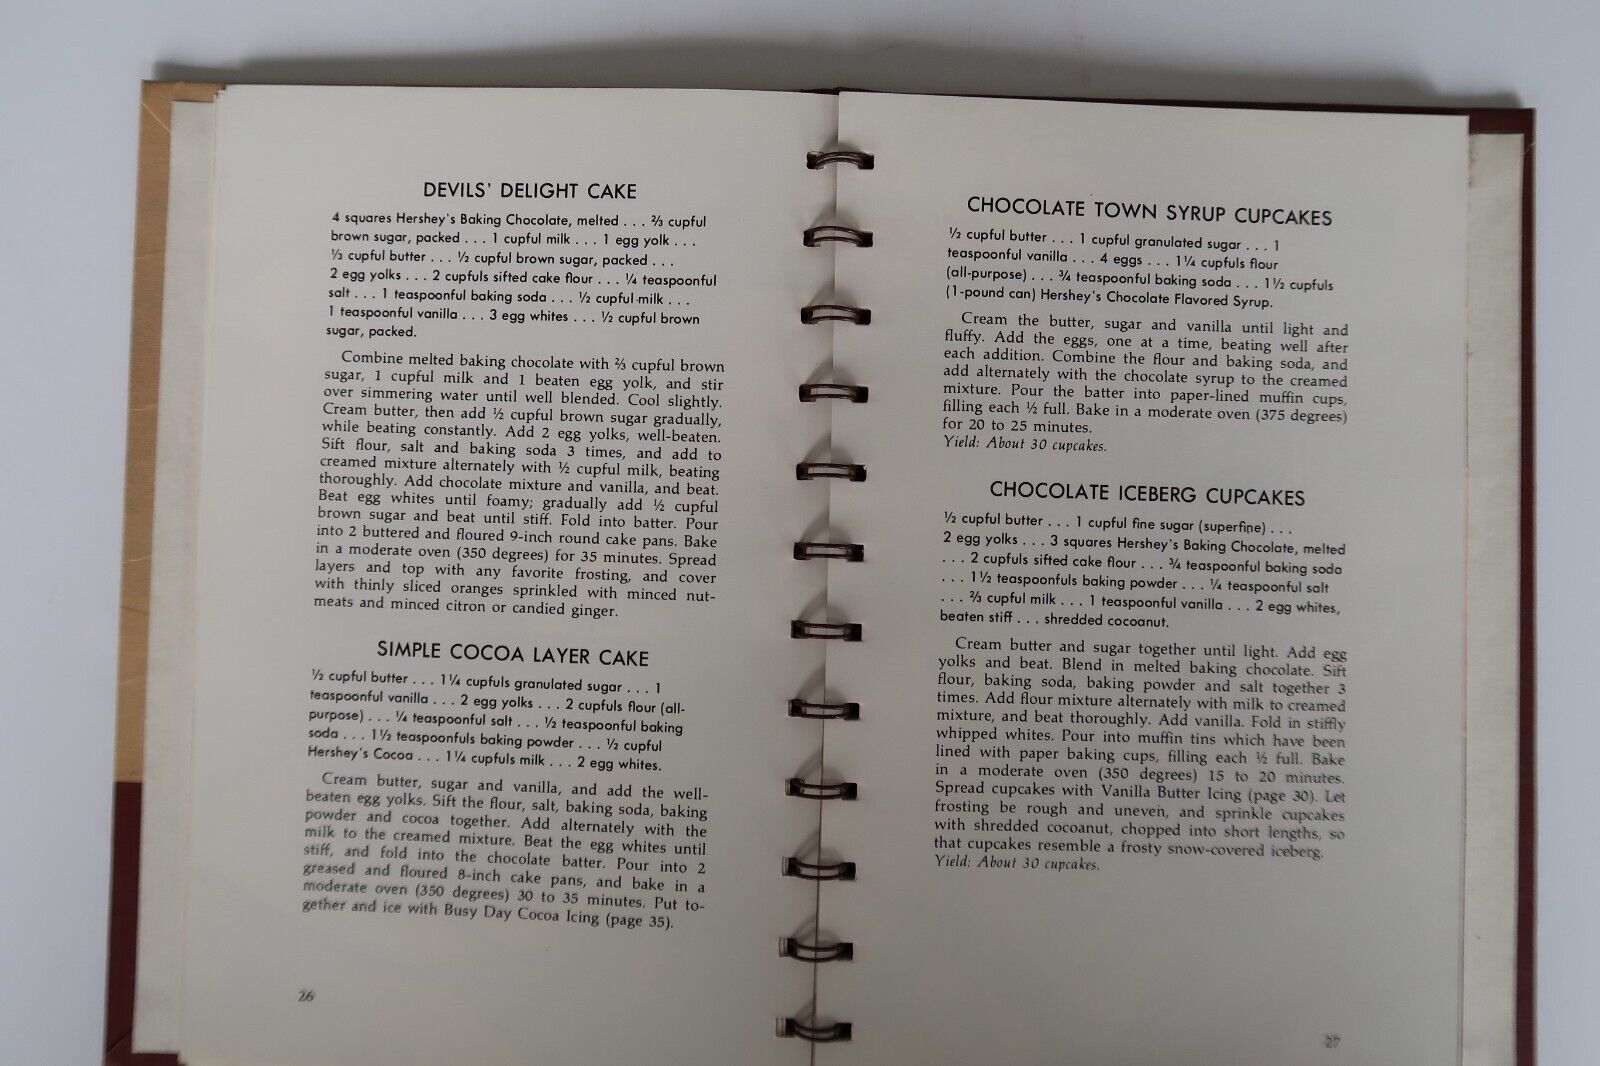 DEVILS' DELIGHT CAKE
4 squares Hershey's Baking Chocolate, melted . . . ⅔ cupful
brown sugar, packed . . . 1 cupful milk . . . 1 egg yolk . . .
⅓ cupful butter . . . ½ cupful brown sugar, packed . . .
2 egg yolks . . . 2 cupfuls sifted cake flour . . . ¼ teaspoonful
salt . . . 1 teaspoonful baking soda . . . ½ cupful milk . . .
1 teaspoonful vanilla . . . 3 egg whites . . . ½ cupful brown
sugar, packed.
Combine melted baking chocolate with ⅔ cupful brown
sugar, 1 cupful milk and 1 beaten egg yolk, and stir
over simmering water until well blended. Cool slightly.
Cream butter, then add ½ cupful brown sugar gradually,
while beating constantly. Add 2 egg yolks, well-beaten.
Sift flour, salt and baking soda 3 times, and add to
creamed mixture alternately with ½ cupful milk, beating
thoroughly. Add chocolate mixture and vanilla, and beat.
Beat egg whites until foamy; gradually add ½ cupful
brown sugar and beat until stiff. Fold into batter. Pour
into 2 buttered and floured 9-inch round cake pans. Bake
in a moderate oven (350 degrees) for 35 minutes. Spread
layers and top with any favorite frosting, and cover
with thinly sliced oranges sprinkled with minced nut-
meats and minced citron or candied ginger.
SIMPLE COCOA LAYER CAKE
½ cupful butter . . . 1¼ cupfuls granulated sugar . . . 1
teaspoonful vanilla . . . 2 egg yolks . . . 2 cupfuls flour (all-
purpose) . . . ¼ teaspoonful salt . . . ½ teaspoonful baking
soda . . . 1½ teaspoonfuls baking powder . . . ½ cupful
Hershey's Cocoa . . . 1¼ cupfuls milk . . . 2 egg whites.
Cream butter, sugar and vanilla, and add the well-
beaten egg yolks. Sift the flour, salt, baking soda, baking
powder and cocoa together. Add alternately with the
milk to the creamed mixture. Beat the egg whites until
stiff, and fold into the chocolate batter. Pour into 2
greased and floured 8-inch cake pans, and bake in a
moderate oven (350 degrees) 30 to 35 minutes. Put to-
gether and ice with Busy Day Cocoa Icing (page 35).
26
CHOCOLATE TOWN SYRUP CUPCAKES
½ cupful butter . . . 1 cupful granulated sugar . . . 1
teaspoonful vanilla . . . 4 eggs . . . 1¼ cupfuls flour
(all-purpose) . . . ¾ teaspoonful baking soda . . . 1½ cupfuls
(1-pound can) Hershey's Chocolate Flavored Syrup.
Cream the butter, sugar and vanilla until light and
fluffy. Add the eggs, one at a time, beating well after
each addition. Combine the flour and baking soda, and
add alternately with the chocolate syrup to the creamed
mixture. Pour the batter into paper-lined muffin cups,
filling each ½ full. Bake in a moderate oven (375 degrees)
for 20 to 25 minutes.
Yield: About 30 cupcakes.
CHOCOLATE ICEBERG CUPCAKES
½ cupful butter . . . 1 cupful fine sugar (superfine) . . .
2 egg yolks . . . 3 squares Hershey's Baking Chocolate, melted
. . . 2 cupfuls sifted cake flour . . . ¾ teaspoonful baking soda
. . . 1½ teaspoonfuls baking powder . . . ¼ teaspoonful salt
. . . ⅔ cupful milk . . . 1 teaspoonful vanilla . . . 2 egg whites,
beaten stiff . . . shredded cocoanut.
Cream butter and sugar together until light. Add egg
yolks and beat. Blend in melted baking chocolate. Sift
flour, baking soda, baking powder and salt together 3
times. Add flour mixture alternately with milk to creamed
mixture, and beat thoroughly. Add vanilla. Fold in stiffly
whipped whites. Pour into muffin tins which have been
lined with paper baking cups, filling each ½ full. Bake
in a moderate oven (350 degrees) 15 to 20 minutes.
Spread cupcakes with Vanilla Butter Icing (page 30). Let
frosting be rough and uneven, and sprinkle cupcakes
with shredded cocoanut, chopped into short lengths, so
that cupcakes resemble a frosty snow-covered iceberg.
Yield: About 30 cupcakes.
27